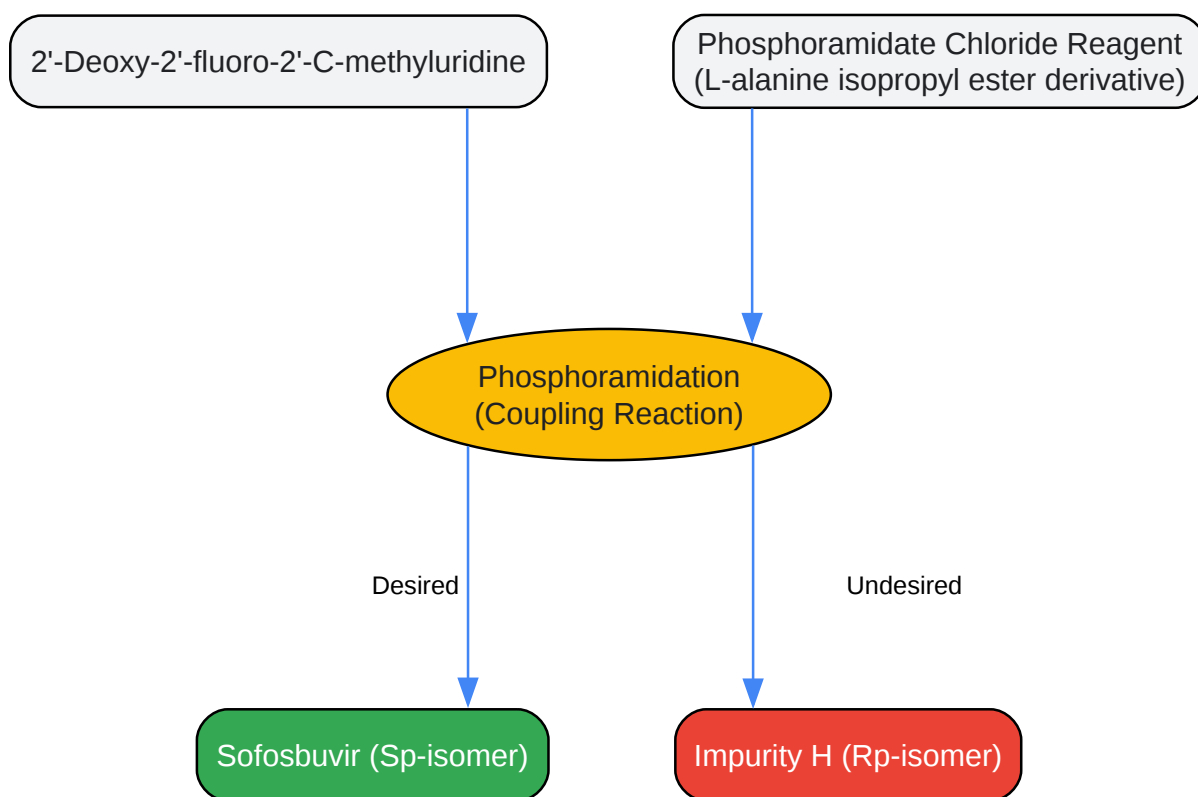 2'-Deoxy-2'-fluoro-2'-C-methyluridine
Phosphoramidate Chloride Reagent
(L-alanine isopropyl ester derivative)
Phosphoramidation
(Coupling Reaction)
Desired
Undesired
Sofosbuvir (Sp-isomer)
Impurity H (Rp-isomer)